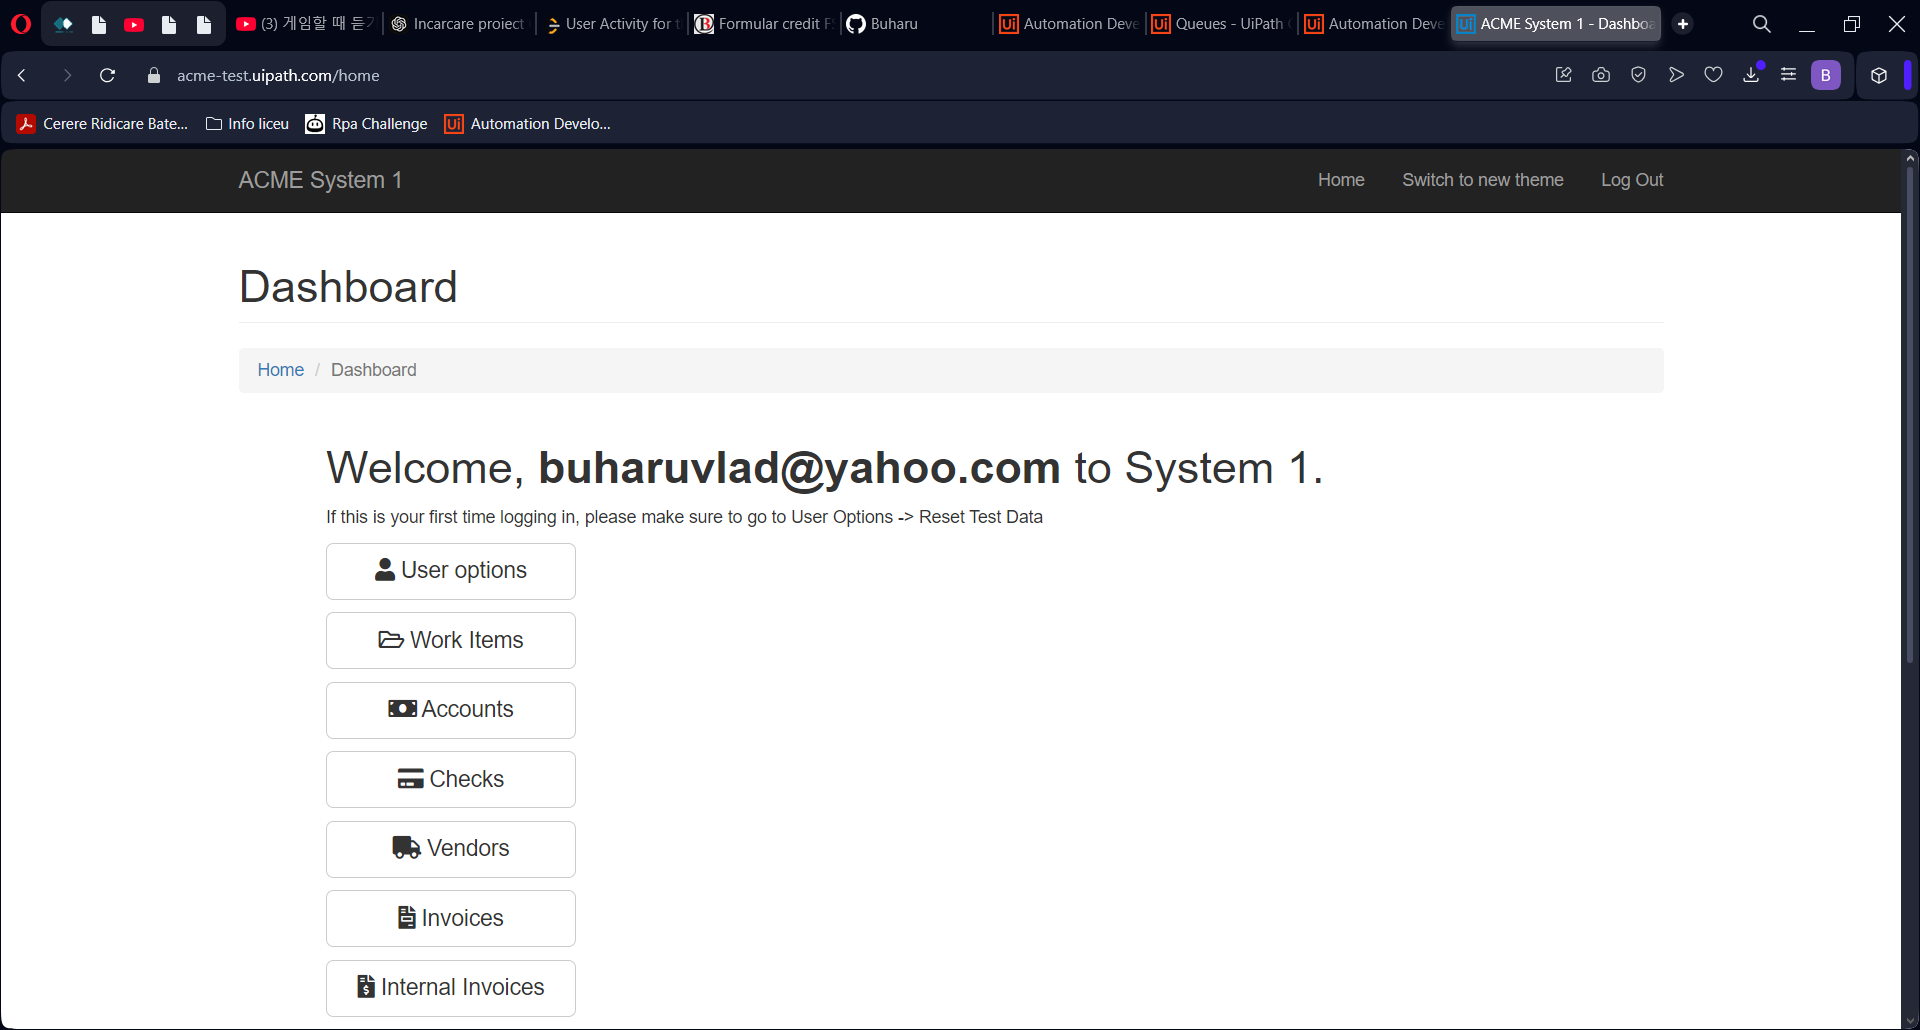 (3) 게임할 때 듣기
Incarcare proiect
User Activity for t
Formular credit F
Buharu
Automation Deve
Queues - UiPath
Automation Deve
ACME System 1 - Dashboa
acme-test.uipath.com/home
B
Cerere Ridicare Bate...
Info liceu
Rpa Challenge
Automation Develo...
ACME System 1
Home
Switch to new theme
Log Out
Dashboard
Home / Dashboard
Welcome, buharuvlad@yahoo.com to System 1.
If this is your first time logging in, please make sure to go to User Options -> Reset Test Data
User options
Work Items
Accounts
Checks
Vendors
Invoices
Internal Invoices